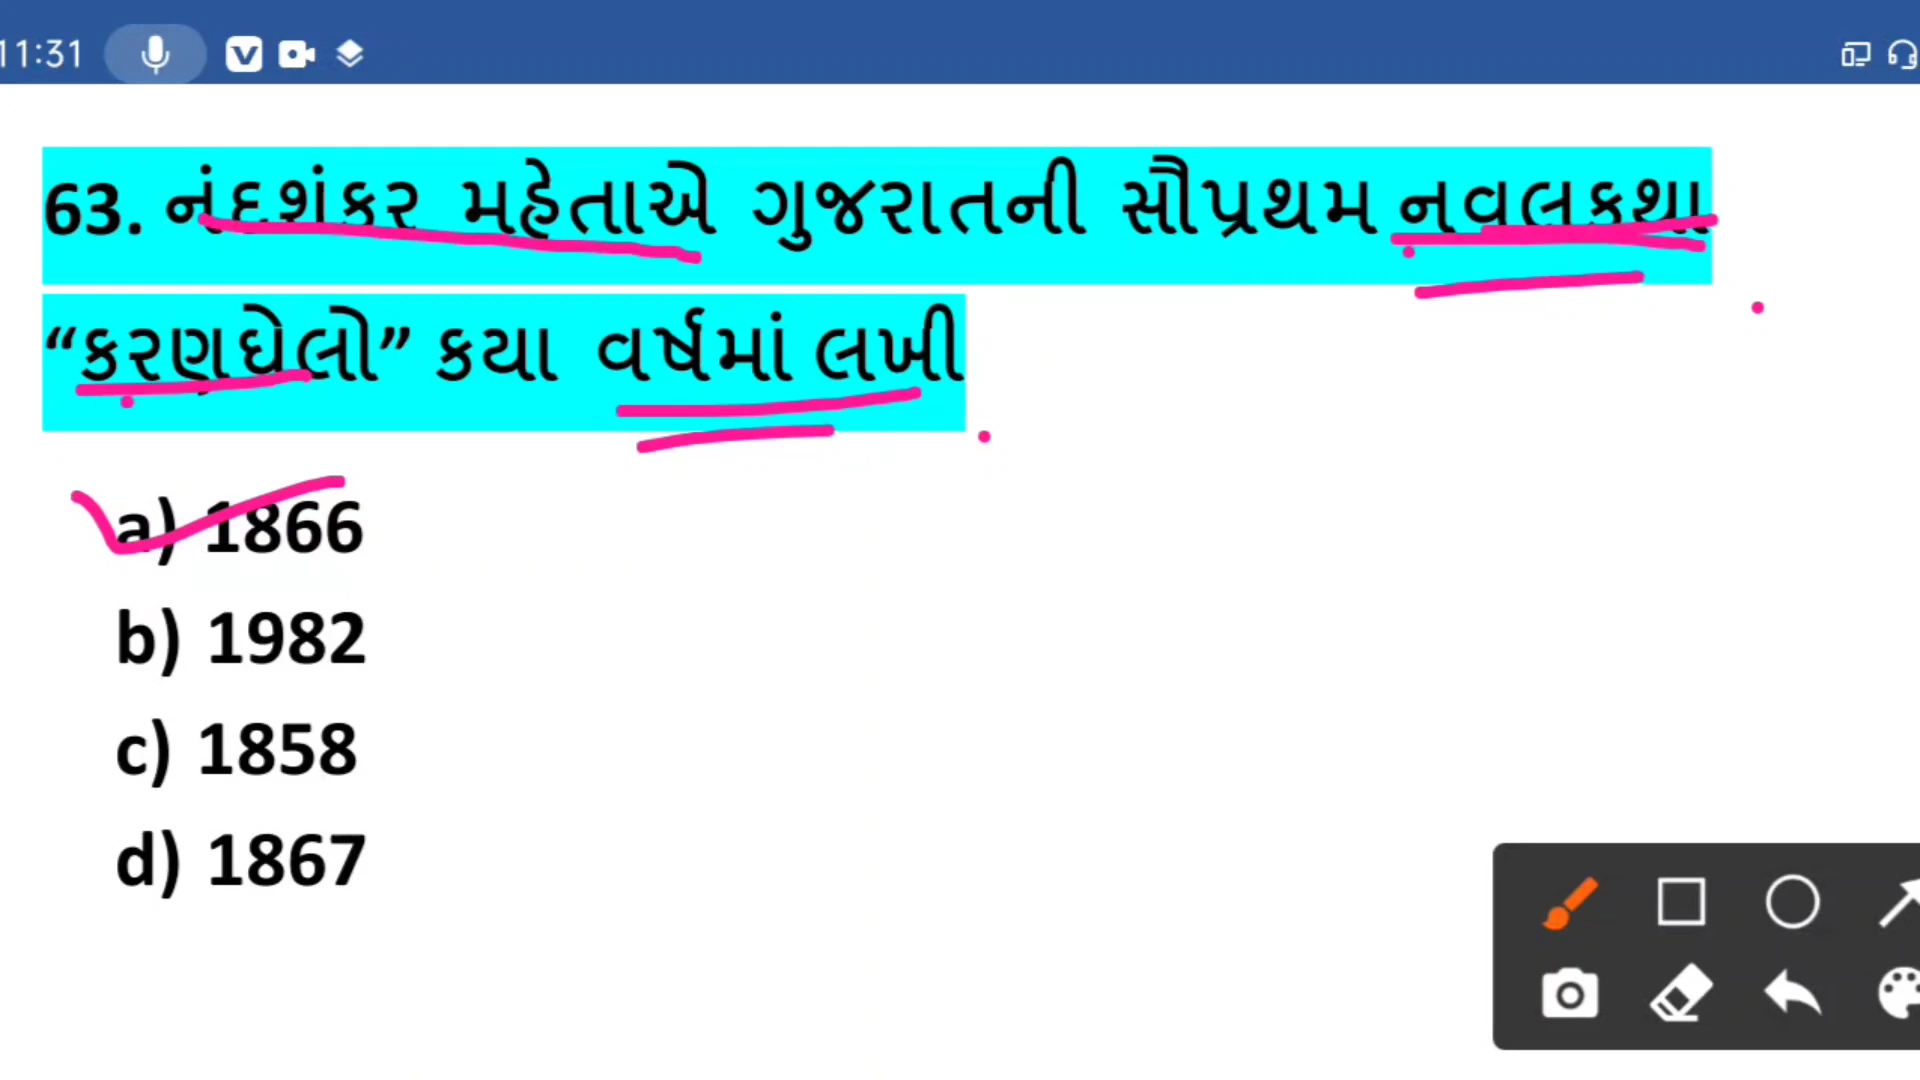 11:31
63. નંદશંકર મહેતાએ ગુજરાતની સૌપ્રથમ નવલકથા
“કરણઘેલો” કયા વર્ષમાં લખી
a) 1866
b) 1982
c) 1858
d) 1867